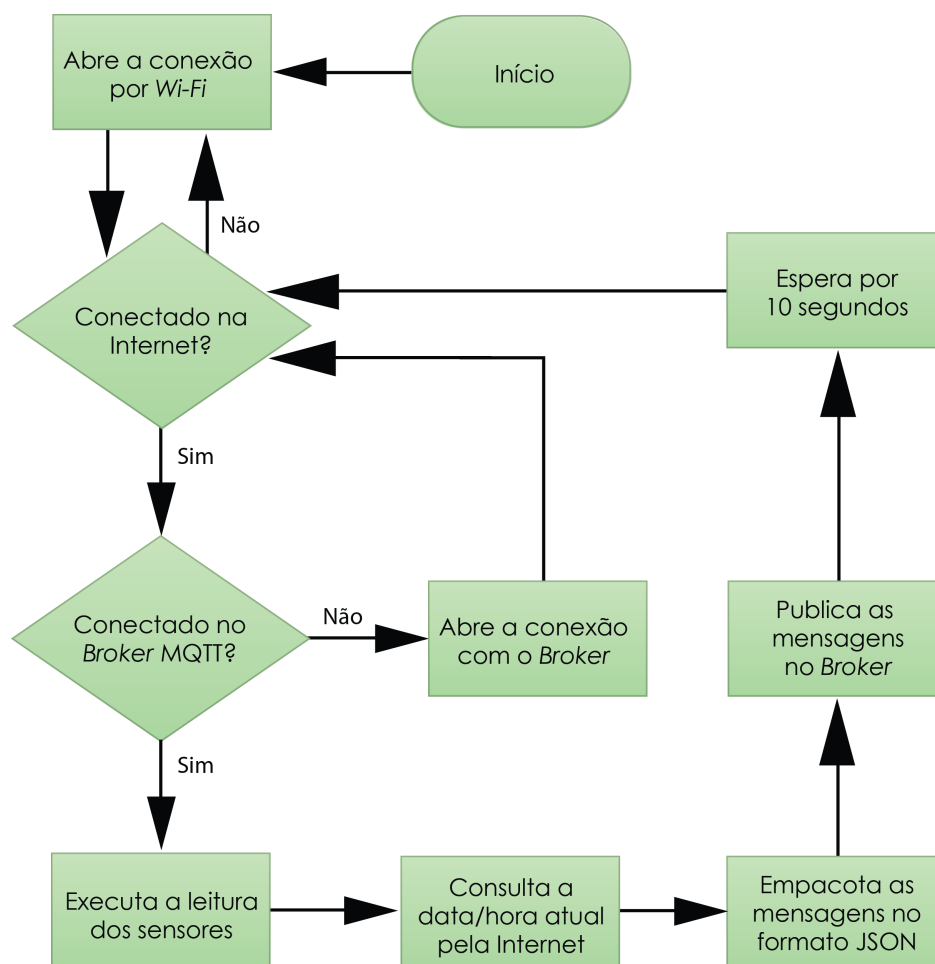 Abre a conexão
por Wi-Fi
Início
Não
Conectado na
Internet?
Espera por
10 segundos
Sim
Conectado no
Broker MQTT?
Não
Abre a conexão
com o Broker
Publica as
mensagens
no Broker
Sim
Executa a leitura
dos sensores
Consulta a
data/hora atual
pela Internet
Empacota as
mensagens no
formato JSON